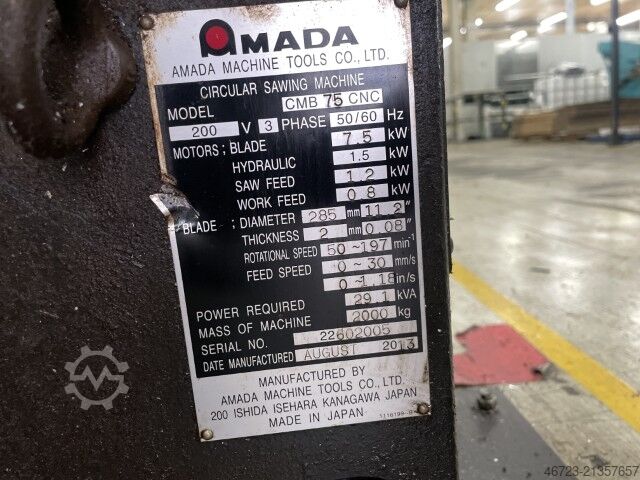 AMADA
AMADA MACHINE TOOLS CO., LTD.
CIRCULAR SAWING MACHINE
MODEL CMB 75 CNC
200 V 3 PHASE 50/60 Hz
MOTORS; BLADE 7.5 kW
HYDRAULIC 1.5 kW
SAW FEED 1.2 kW
WORK FEED 0.8 kW
BLADE; DIAMETER 285 mm 11.2"
THICKNESS 2 mm 0.08"
ROTATIONAL SPEED 50~197 min⁻¹
FEED SPEED 0~30 mm/s
0~1.18 in/s
POWER REQUIRED 29.1 kVA
MASS OF MACHINE 2000 kg
SERIAL NO. 22602005
DATE MANUFACTURED AUGUST 2013
MANUFACTURED BY
AMADA MACHINE TOOLS CO., LTD.
200 ISHIDA ISEHARA KANAGAWA JAPAN
MADE IN JAPAN
46723-21357657